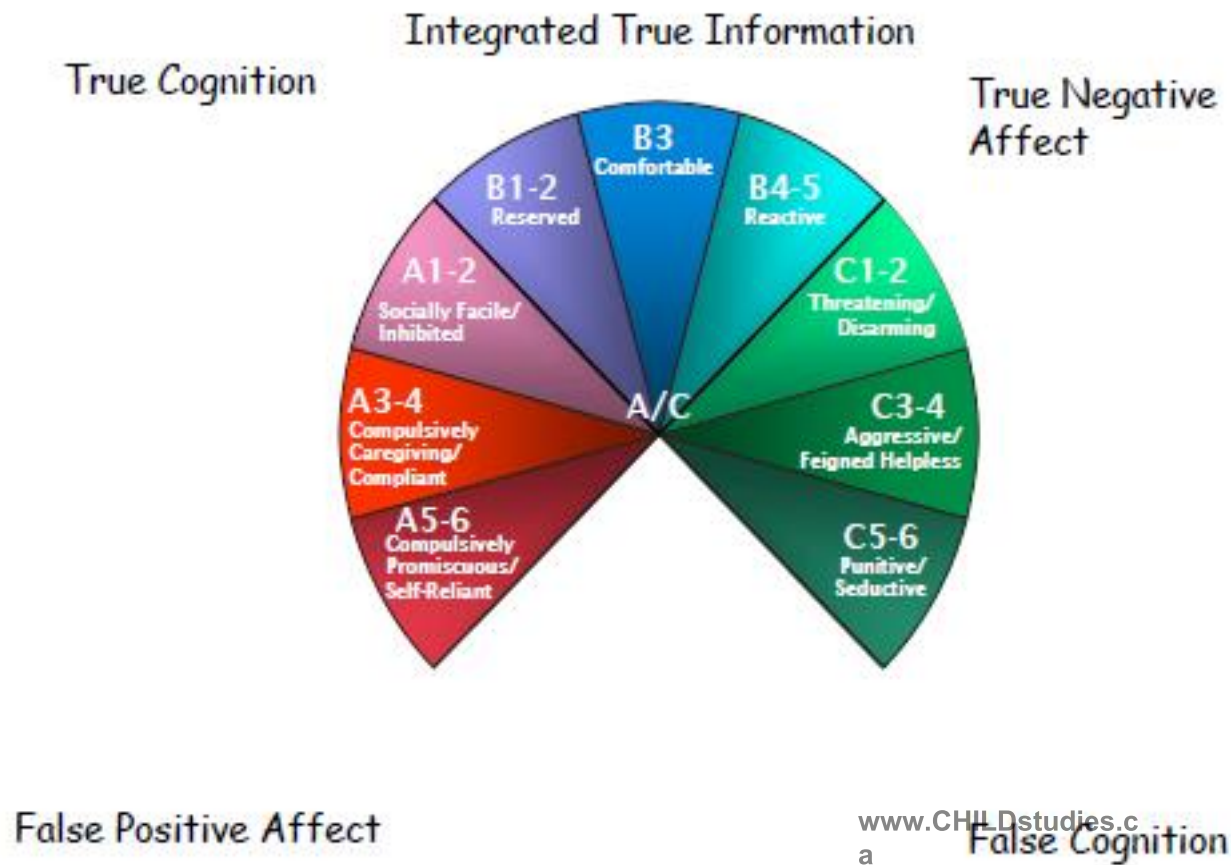 Integrated True Information
True Cognition
True Negative
Affect
B3
Comfortable
B1-2
Reserved
B4-5
Reactive
A1-2
Socially Facile/
Inhibited
C1-2
Threatening/
Disarming
A/C
A3-4
Compulsively
Caregiving/
Compliant
C3-4
Aggressive/
Feigned Helpless
A5-6
Compulsively
Promiscuous/
Self-Reliant
C5-6
Punitive/
Seductive
False Positive Affect
www.CHILDstudies.c
a
False Cognition